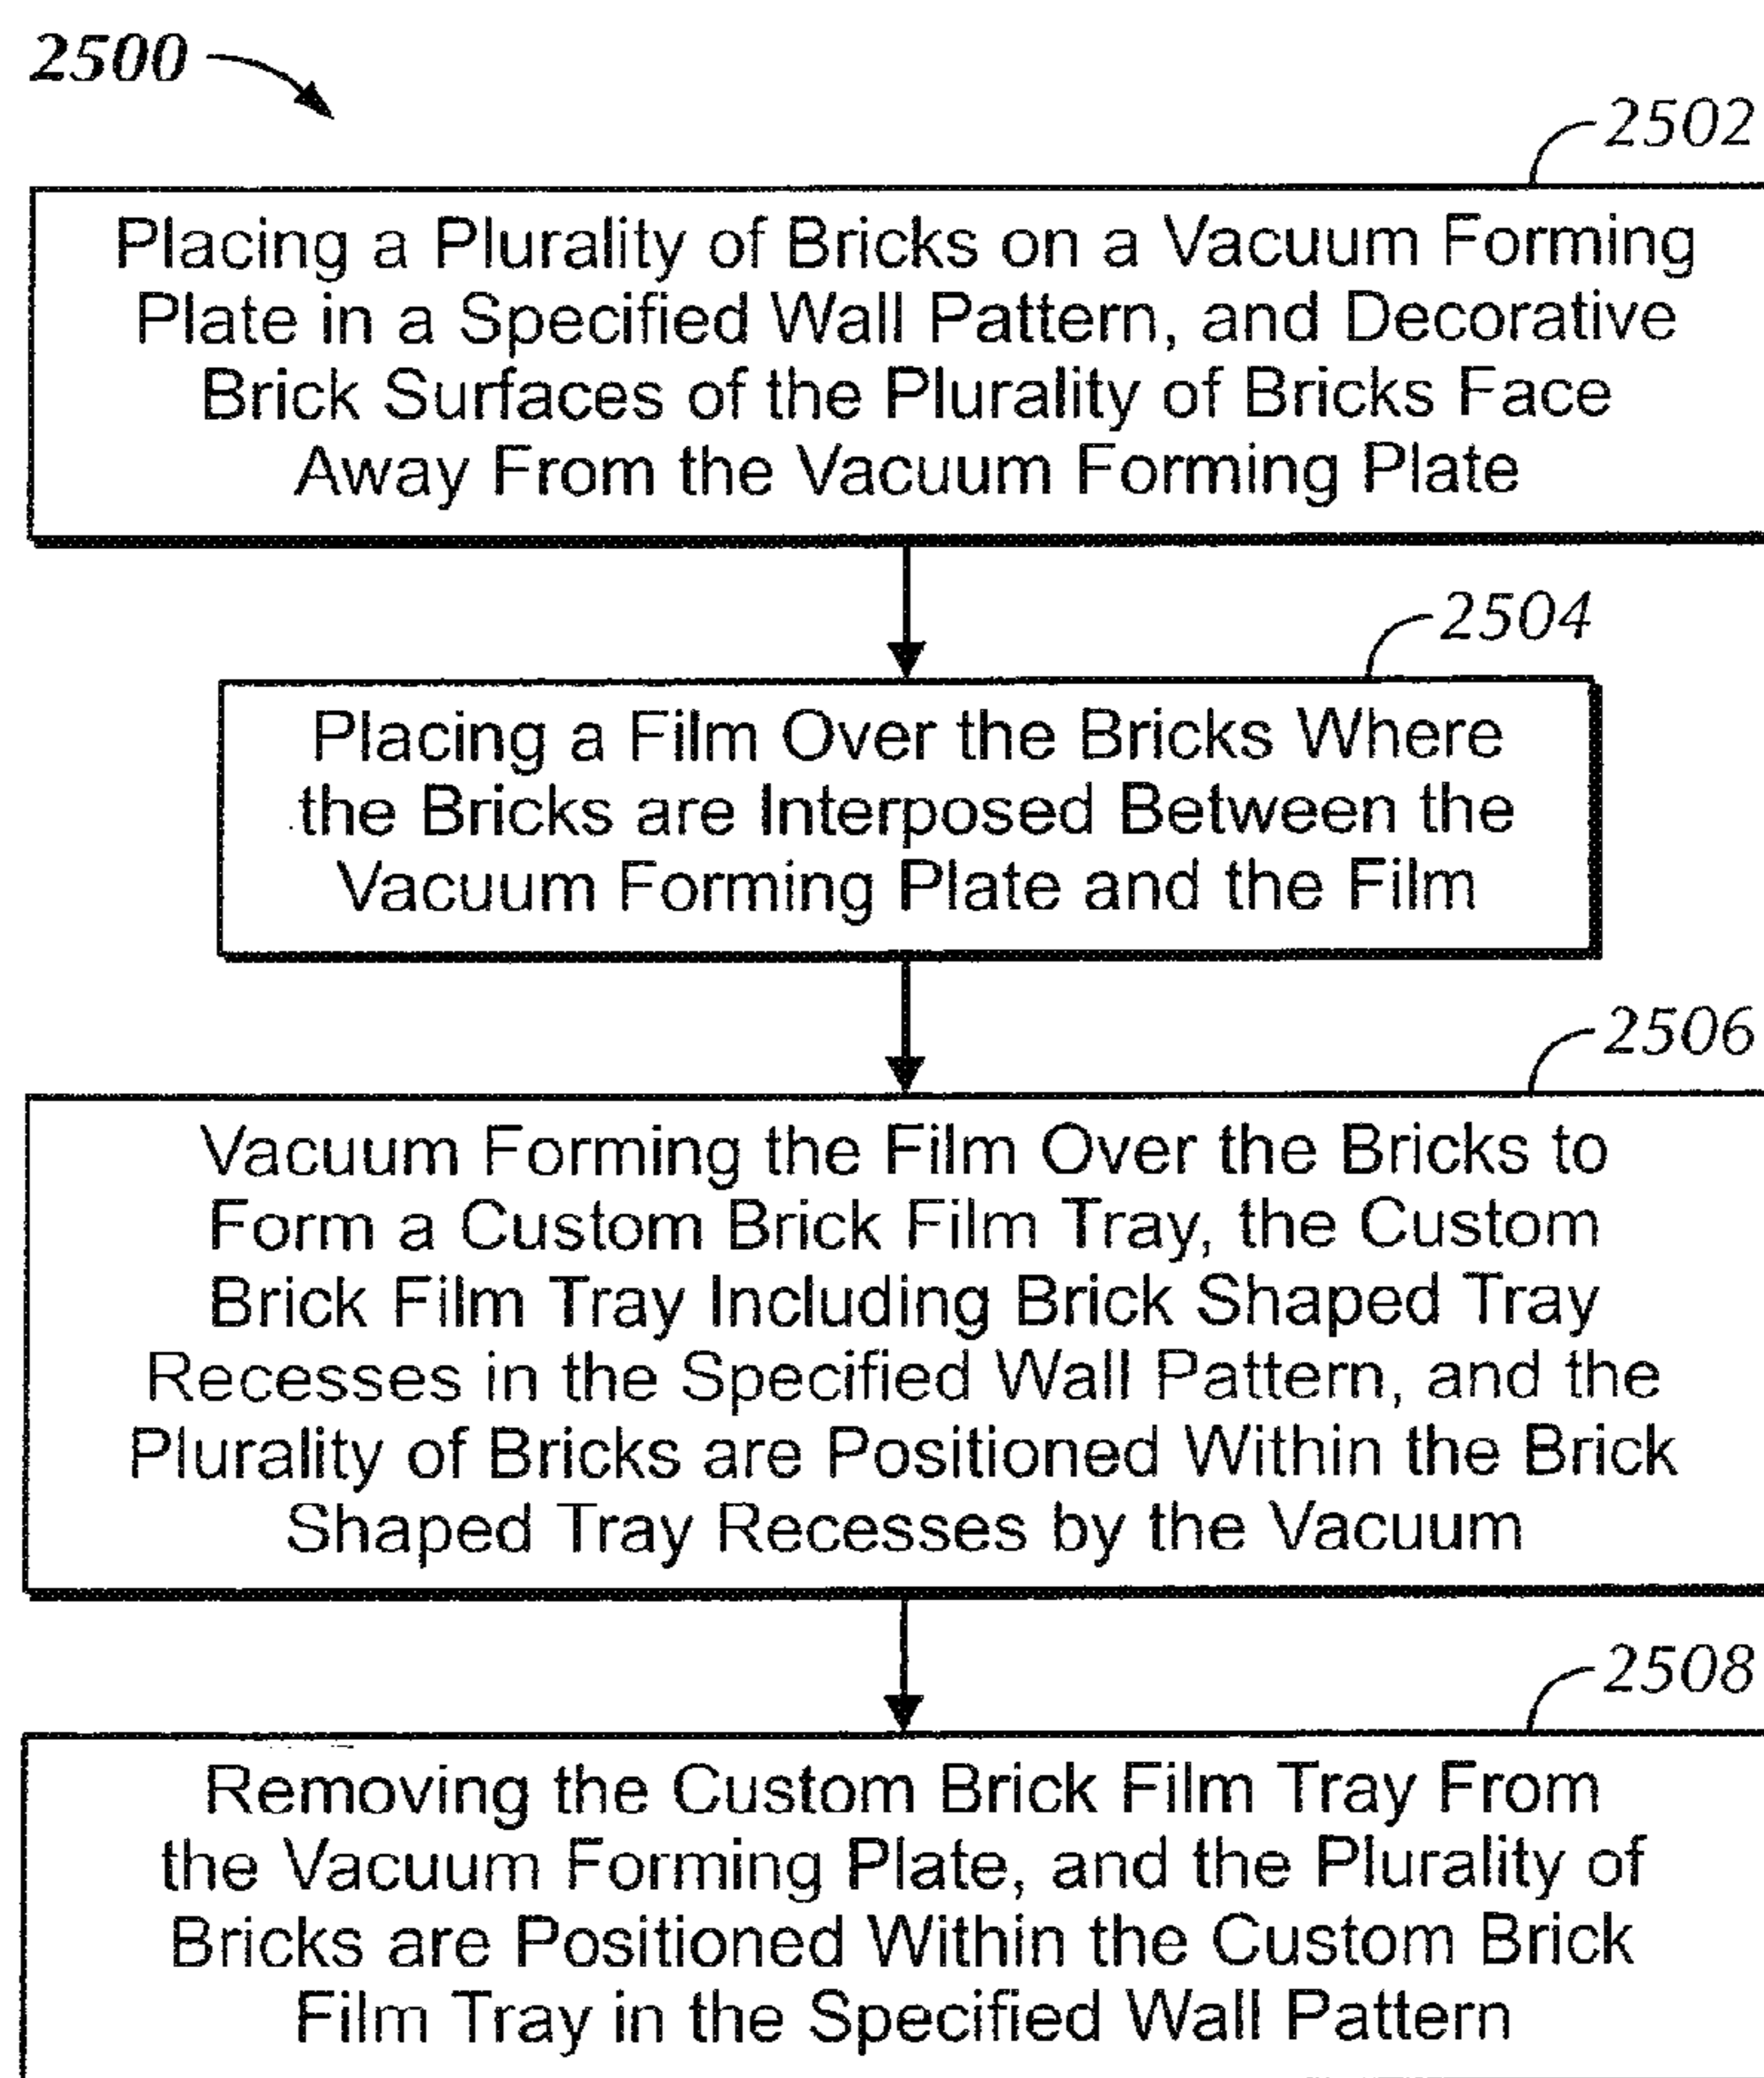 2500
2502
Placing a Plurality of Bricks on a Vacuum Forming
Plate in a Specified Wall Pattern, and Decorative
Brick Surfaces of the Plurality of Bricks Face
Away From the Vacuum Forming Plate
2504
Placing a Film Over the Bricks Where
the Bricks are Interposed Between the
Vacuum Forming Plate and the Film
2506
Vacuum Forming the Film Over the Bricks to
Form a Custom Brick Film Tray, the Custom
Brick Film Tray Including Brick Shaped Tray
Recesses in the Specified Wall Pattern, and the
Plurality of Bricks are Positioned Within the Brick
Shaped Tray Recesses by the Vacuum
2508
Removing the Custom Brick Film Tray From
the Vacuum Forming Plate, and the Plurality of
Bricks are Positioned Within the Custom Brick
Film Tray in the Specified Wall Pattern